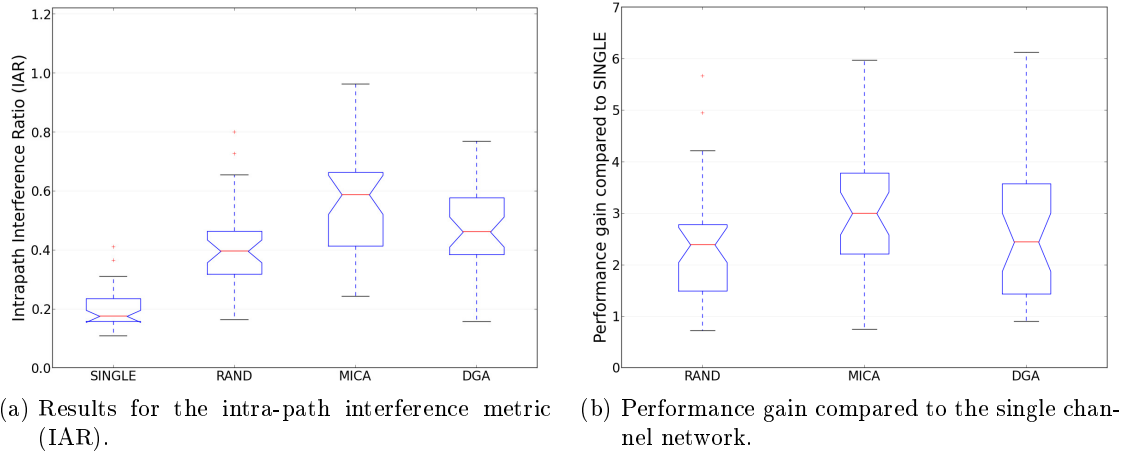 1.2
1.0
0.8
0.6
0.4
0.2
0.0
Intrapath Interference Ratio (IAR)
SINGLE RAND MICA DGA
7
6
5
4
3
2
1
0
Performance gain compared to SINGLE
RAND MICA DGA
(a) Results for the intra-path interference metric
(IAR).
(b) Performance gain compared to the single chan-
nel network.